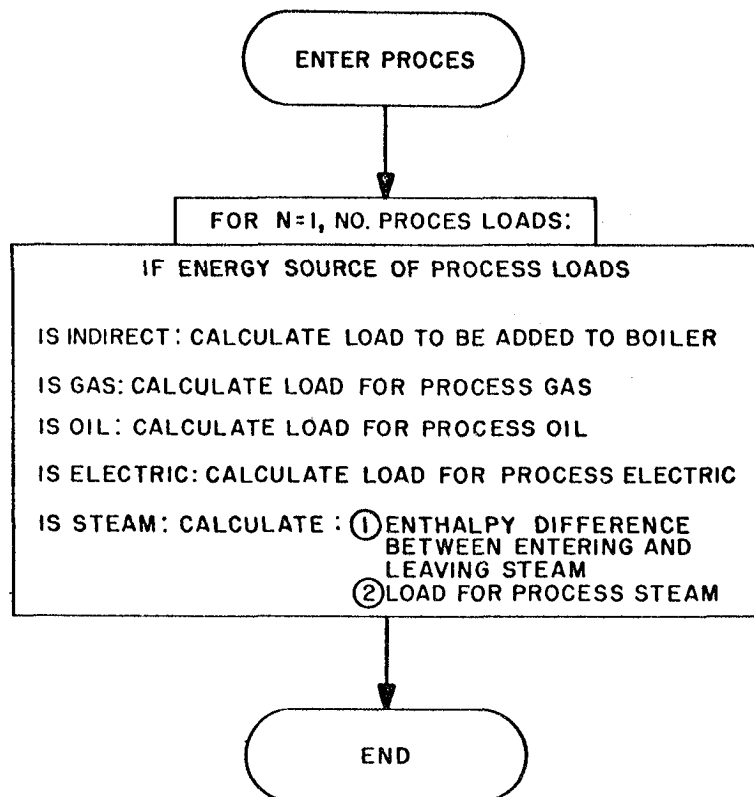 ENTER PROCES
FOR N=1, NO. PROCES LOADS:
IF ENERGY SOURCE OF PROCESS LOADS
IS INDIRECT: CALCULATE LOAD TO BE ADDED TO BOILER
IS GAS: CALCULATE LOAD FOR PROCESS GAS
IS OIL: CALCULATE LOAD FOR PROCESS OIL
IS ELECTRIC: CALCULATE LOAD FOR PROCESS ELECTRIC
IS STEAM: CALCULATE: ① ENTHALPY DIFFERENCE
BETWEEN ENTERING AND
LEAVING STEAM
② LOAD FOR PROCESS STEAM
END